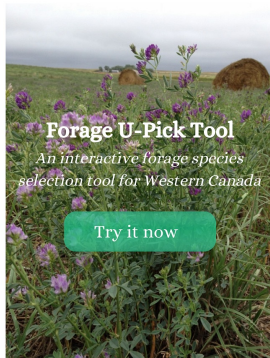 Forage U-Pick Tool
An interactive forage species
selection tool for Western Canada
Try it now